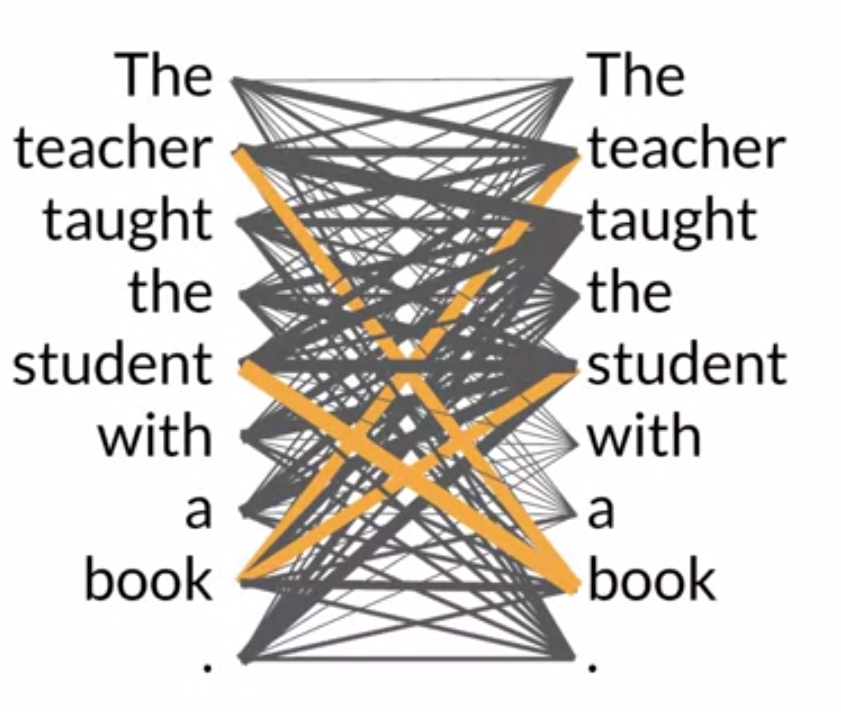 The The
teacher teacher
taught taught
the the
student student
with with
a a
book book
. .